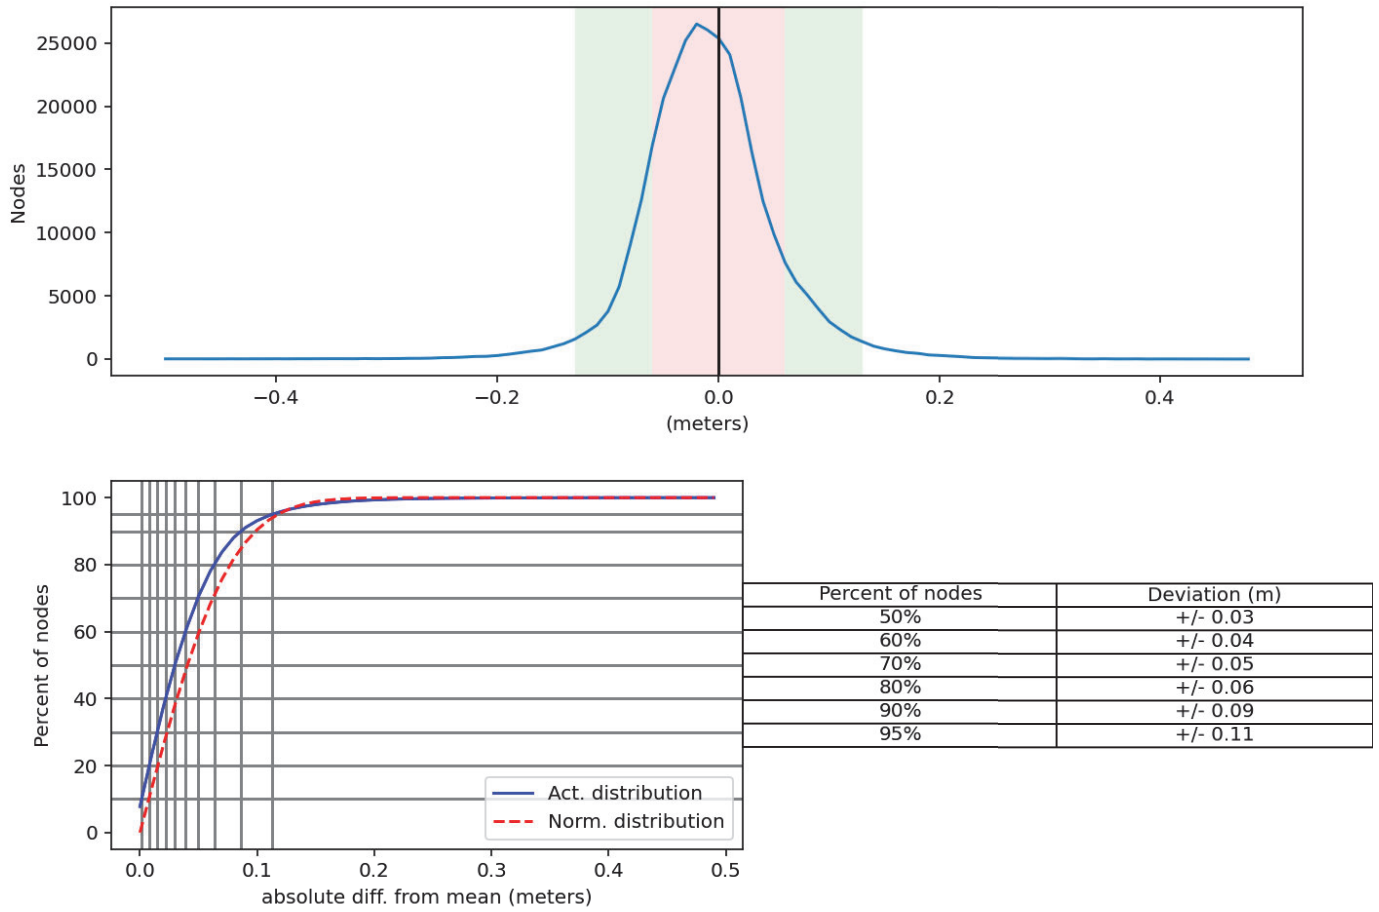 25000
20000
15000
10000
5000
0
Nodes
−0.4 −0.2 0.0 0.2 0.4
(meters)
100
80
60
40
20
0
Percent of nodes
Act. distribution
Norm. distribution
0.0 0.1 0.2 0.3 0.4 0.5
absolute diff. from mean (meters)
Percent of nodes Deviation (m)
50% +/- 0.03
60% +/- 0.04
70% +/- 0.05
80% +/- 0.06
90% +/- 0.09
95% +/- 0.11